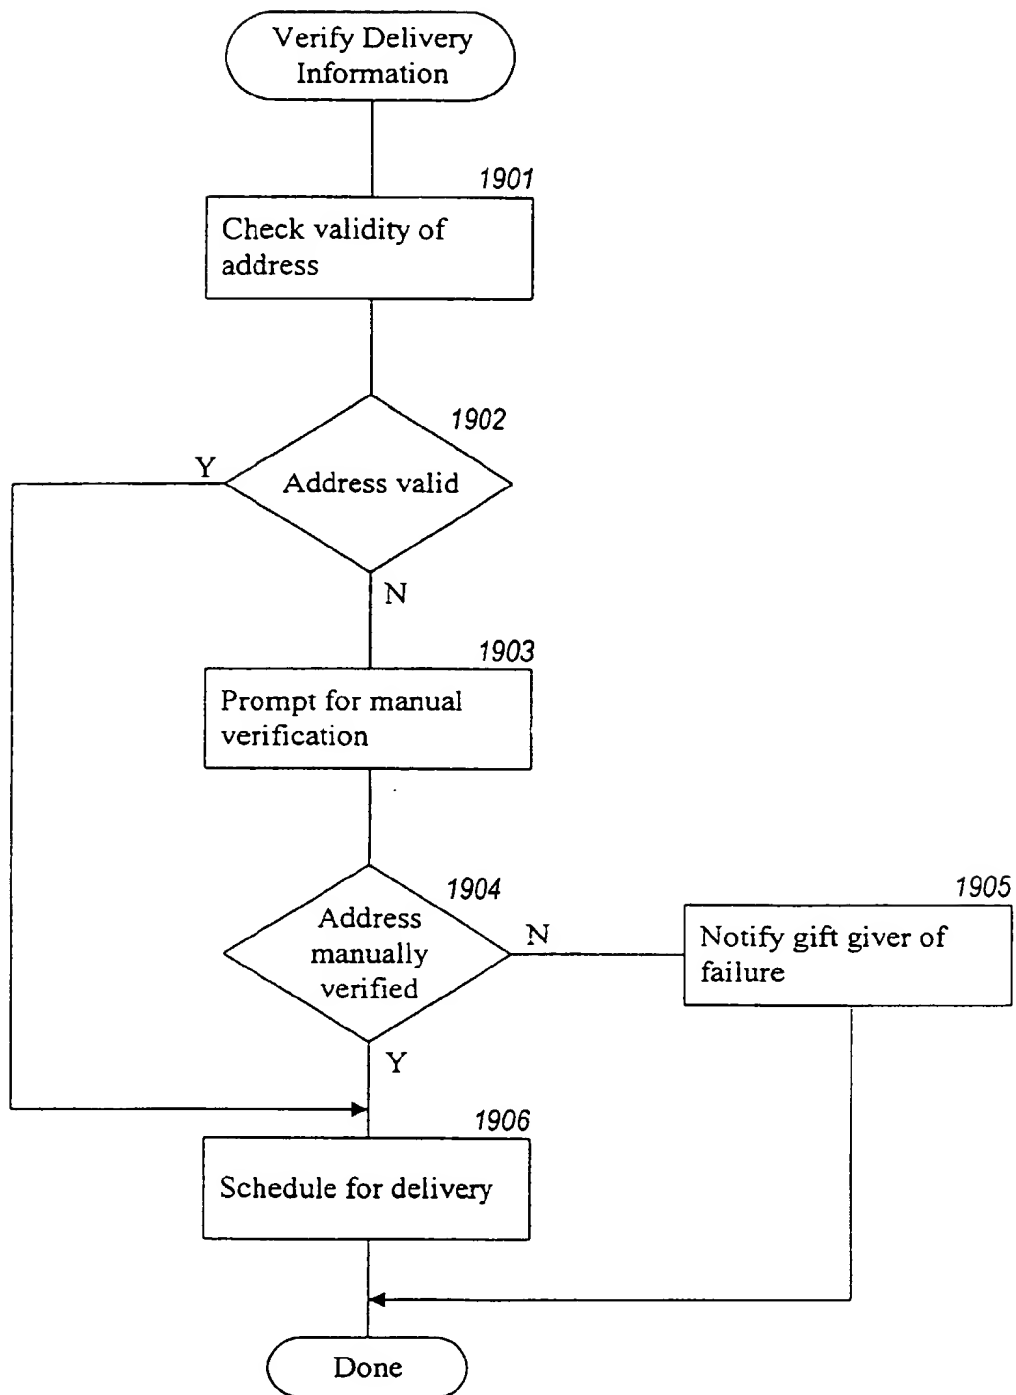 Verify Delivery
Information
1901
Check validity of
address
1902
Y
Address valid
N
1903
Prompt for manual
verification
1904
Address
manually
verified
N
1905
Notify gift giver of
failure
Y
1906
Schedule for delivery
Done